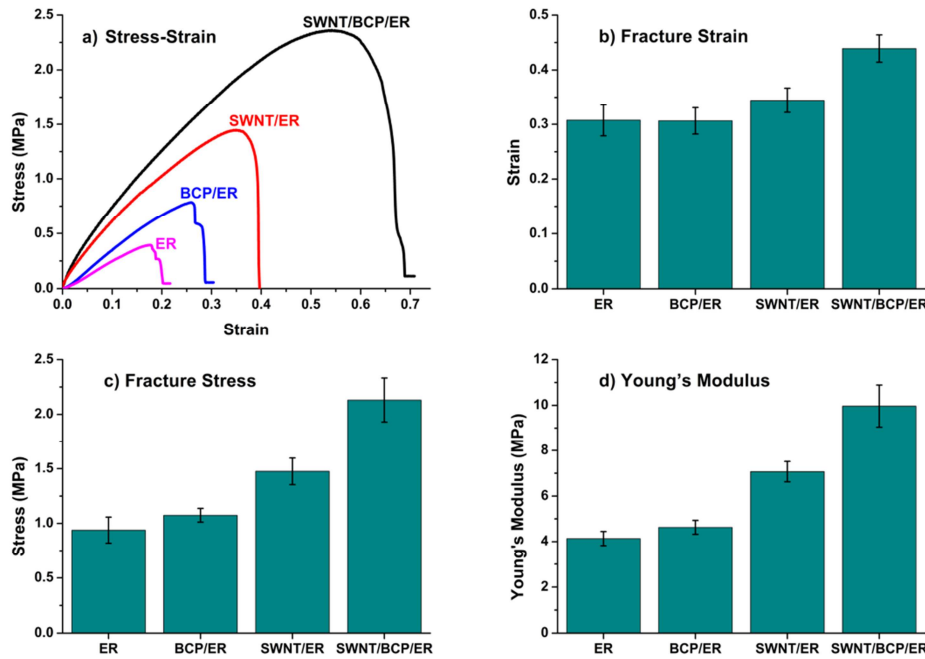 a) Stress-Strain
SWNT/BCP/ER
SWNT/ER
BCP/ER
ER
Stress (MPa)
2.5
2.0
1.5
1.0
0.5
0.0
0.0 0.1 0.2 0.3 0.4 0.5 0.6 0.7
Strain
b) Fracture Strain
Strain
0.5
0.4
0.3
0.2
0.1
0.0
ER BCP/ER SWNT/ER SWNT/BCP/ER
c) Fracture Stress
Stress (MPa)
2.5
2.0
1.5
1.0
0.5
0.0
ER BCP/ER SWNT/ER SWNT/BCP/ER
d) Young's Modulus
Young's Modulus (MPa)
12
10
8
6
4
2
0
ER BCP/ER SWNT/ER SWNT/BCP/ER